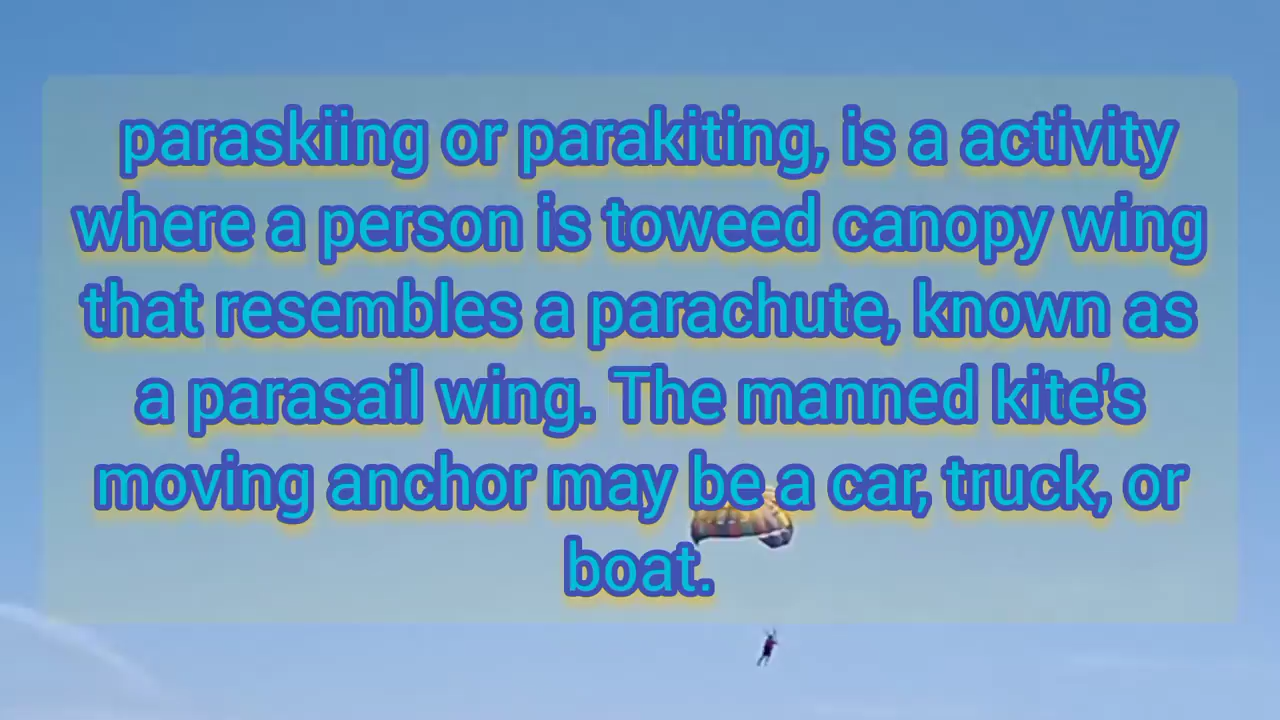 paraskiing or parakiting, is a activity
where a person is toweed canopy wing
that resembles a parachute, known as
a parasail wing. The manned kite's
moving anchor may be a car, truck, or
boat.